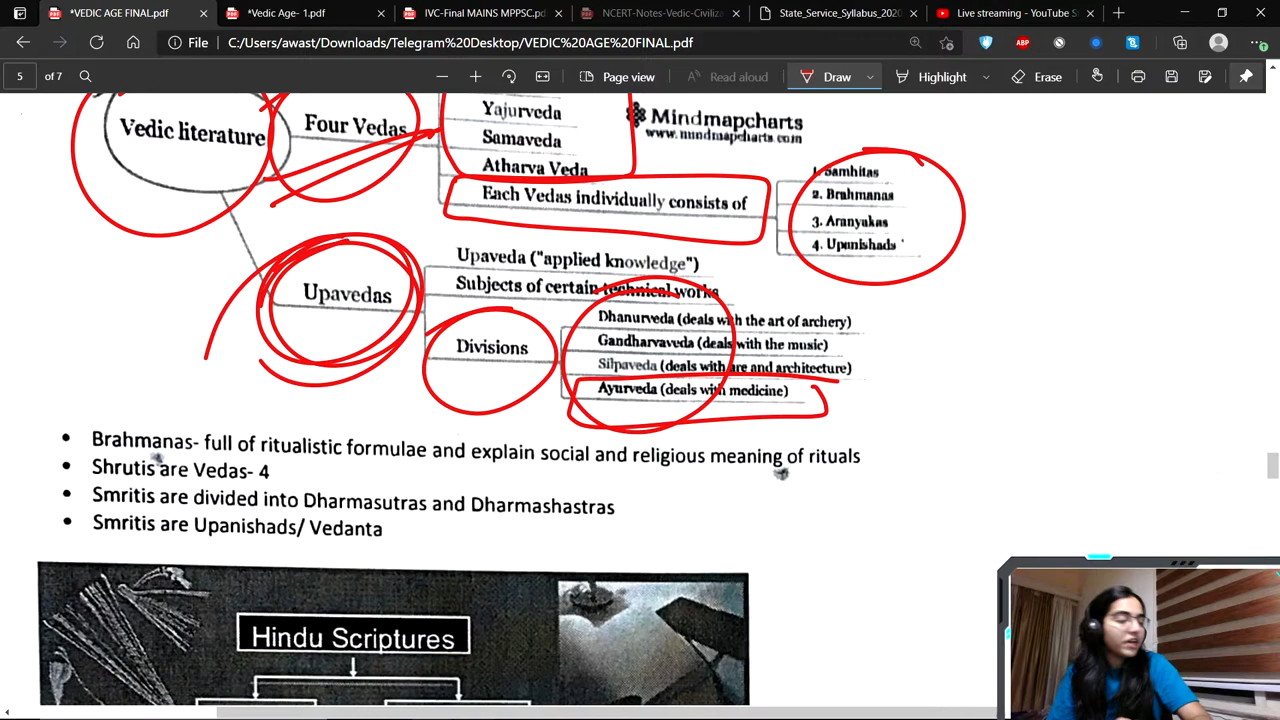 *VEDIC AGE FINAL.pdf
*Vedic Age- 1.pdf
IVC-Final MAINS MPPSC.pd
NCERT-Notes-Vedic-Civiliza
State_Service_Syllabus_2020
Live streaming - YouTube S
File
C:/Users/awast/Downloads/Telegram%20Desktop/VEDIC%20AGE%20FINAL.pdf
ABP
5 of 7
Page view
Read aloud
Draw
Highlight
Erase
Vedic literature
Four Vedas
Yajurveda
Samaveda
Atharva Veda
Each Vedas individually consists of
Mindmapcharts
www.mindmapcharts.com
1. Samhitas
2. Brahmanas
3. Aranyakas
4. Upanishads
Upavedas
Upaveda ("applied knowledge")
Subjects of certain technical works
Divisions
Dhanurveda (deals with the art of archery)
Gandharvaveda (deals with the music)
Silpaveda (deals with are and architecture)
Ayurveda (deals with medicine)
• Brahmanas- full of ritualistic formulae and explain social and religious meaning of rituals
• Shrutis are Vedas- 4
• Smritis are divided into Dharmasutras and Dharmashastras
• Smritis are Upanishads/ Vedanta
Hindu Scriptures